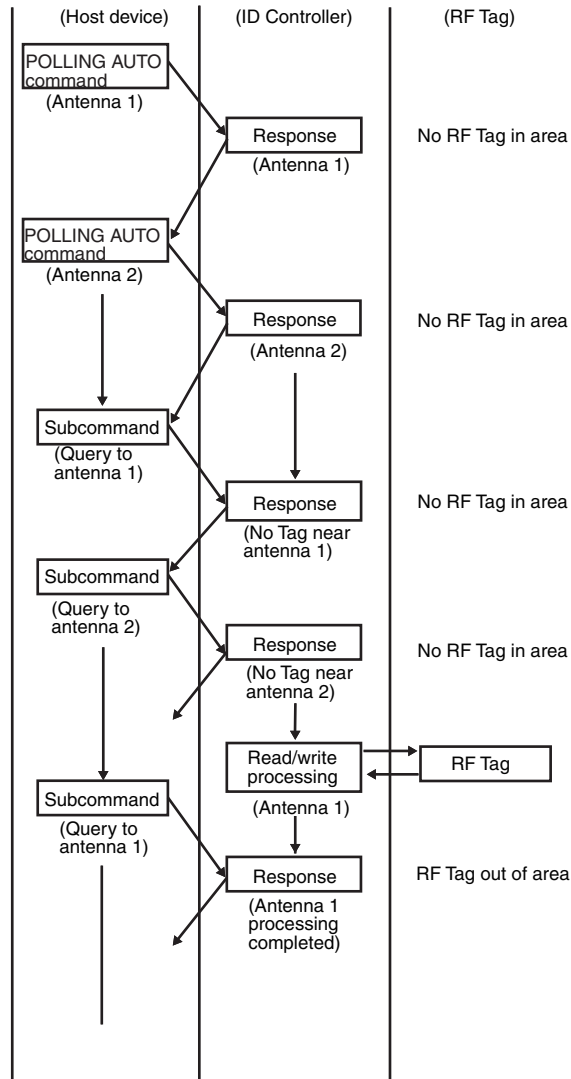 (Host device) (ID Controller) (RF Tag)
POLLING AUTO
command
(Antenna 1)
Response No RF Tag in area
(Antenna 1)
POLLING AUTO
command
(Antenna 2)
Response No RF Tag in area
(Antenna 2)
Subcommand
(Query to
antenna 1)
Response No RF Tag in area
(No Tag near
antenna 1)
Subcommand
(Query to
antenna 2)
Response No RF Tag in area
(No Tag near
antenna 2)
Read/write
processing
RF Tag
(Antenna 1)
Subcommand
(Query to
antenna 1)
Response RF Tag out of area
(Antenna 1
processing
completed)